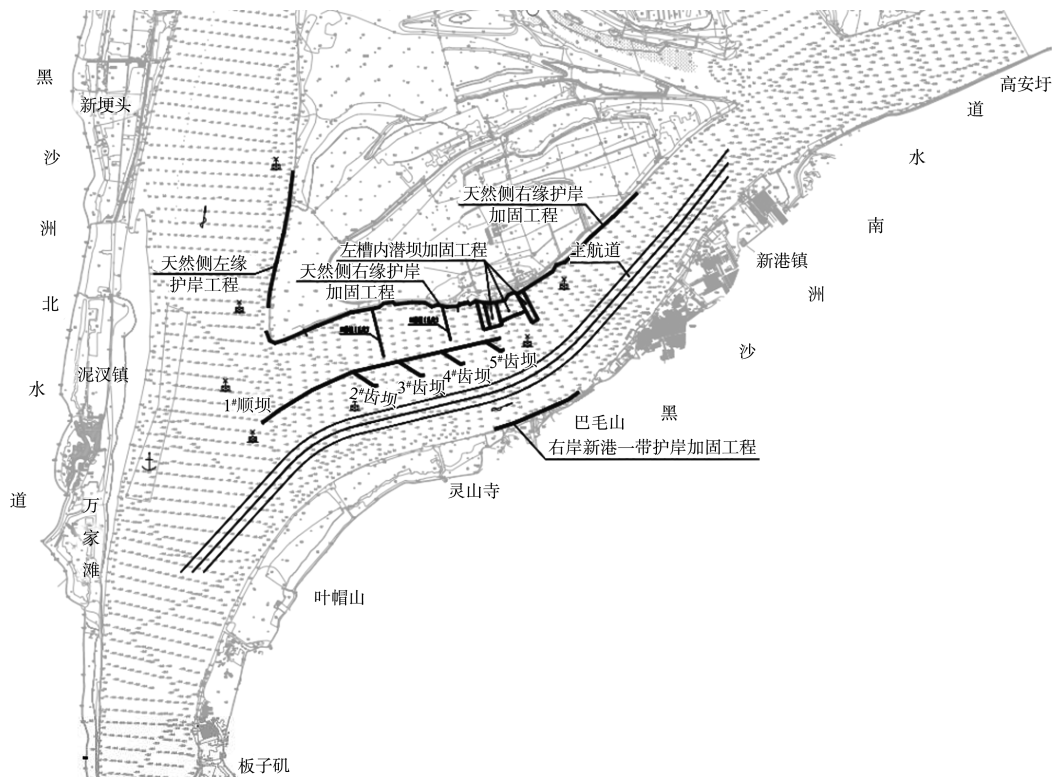 高安圩
黑沙洲北水道
新埂头
黑沙洲南水道
天然侧右缘护岸
加固工程
左槽内潜坝加固工程
主航道
新港镇
天然侧左缘
护岸工程
天然侧右缘护岸
加固工程
泥汊镇
1#顺坝
2#齿坝
3#齿坝
4#齿坝
5#齿坝
巴毛山
右岸新港一带护岸加固工程
灵山寺
万家滩
叶帽山
板子矶